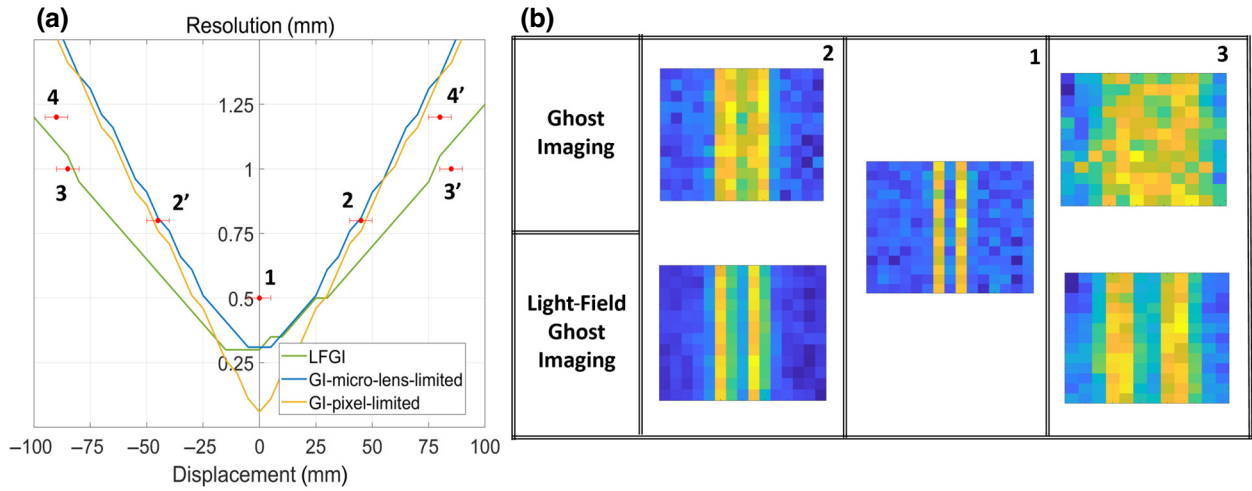 (a)
Resolution (mm)
4
4'
1.25
3
1
3'
2'
2
0.75
1
0.5
0.25
LFGI
GI-micro-lens-limited
GI-pixel-limited
−100 −75 −50 −25 0 25 50 75 100
Displacement (mm)
(b)
2
1
3
Ghost
Imaging
Light-Field
Ghost
Imaging